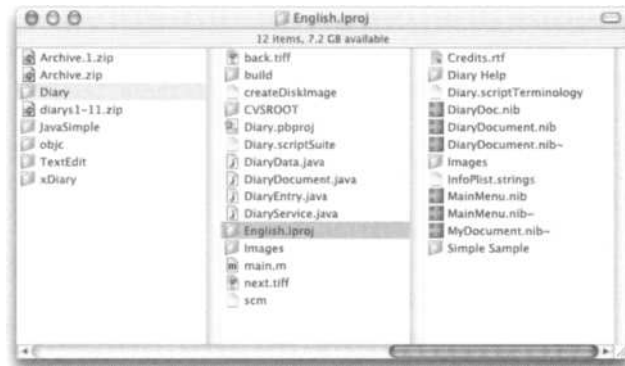 English.lproj
12 items, 7.2 GB available
Archive.1.zip
Archive.zip
Diary
diarys1-11.zip
JavaSimple
objc
TextEdit
xDiary
back.tiff
build
createDiskImage
CVSROOT
Diary.pbproj
Diary.scriptSuite
DiaryData.java
DiaryDocument.java
DiaryEntry.java
DiaryService.java
English.lproj
Images
main.m
next.tiff
scm
Credits.rtf
Diary Help
Diary.scriptTerminology
DiaryDoc.nib
DiaryDocument.nib
DiaryDocument.nib~
Images
InfoPlist.strings
MainMenu.nib
MainMenu.nib~
MyDocument.nib~
Simple Sample